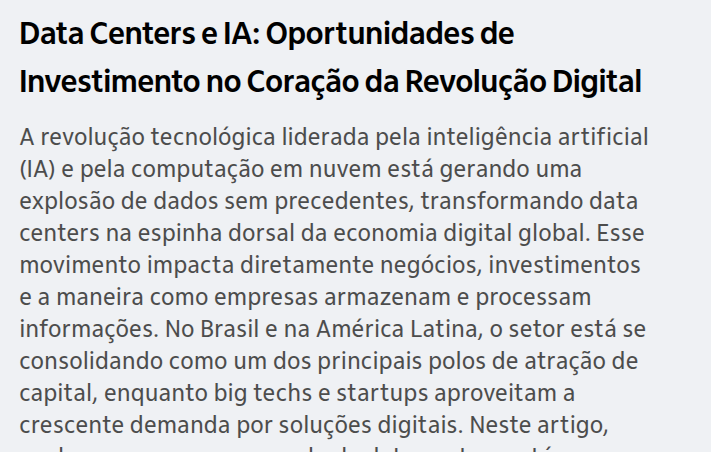 Data Centers e IA: Oportunidades de
Investimento no Coração da Revolução Digital
A revolução tecnológica liderada pela inteligência artificial
(IA) e pela computação em nuvem está gerando uma
explosão de dados sem precedentes, transformando data
centers na espinha dorsal da economia digital global. Esse
movimento impacta diretamente negócios, investimentos
e a maneira como empresas armazenam e processam
informações. No Brasil e na América Latina, o setor está se
consolidando como um dos principais polos de atração de
capital, enquanto big techs e startups aproveitam a
crescente demanda por soluções digitais. Neste artigo,